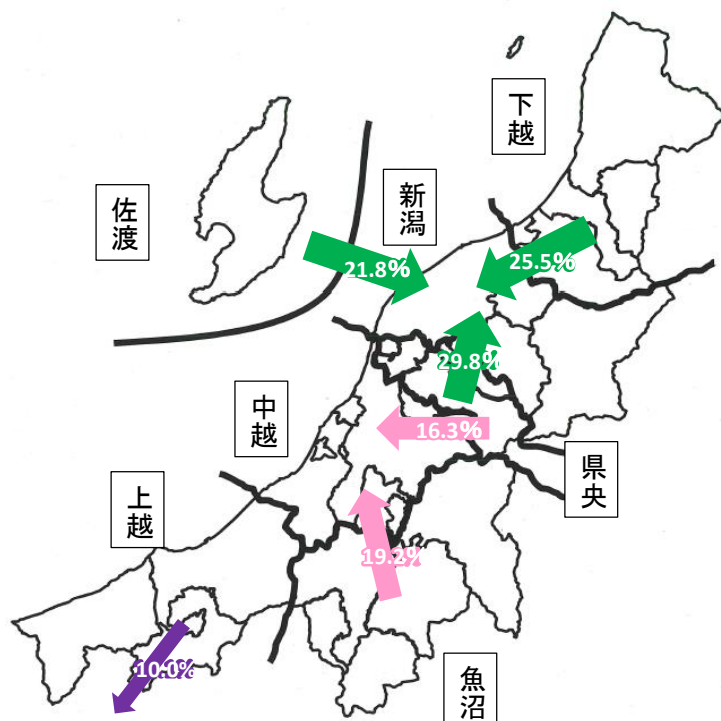 下越
新潟
佐渡
21.8%
25.5%
29.8%
中越
16.3%
県央
上越
19.2%
10.0%
魚沼